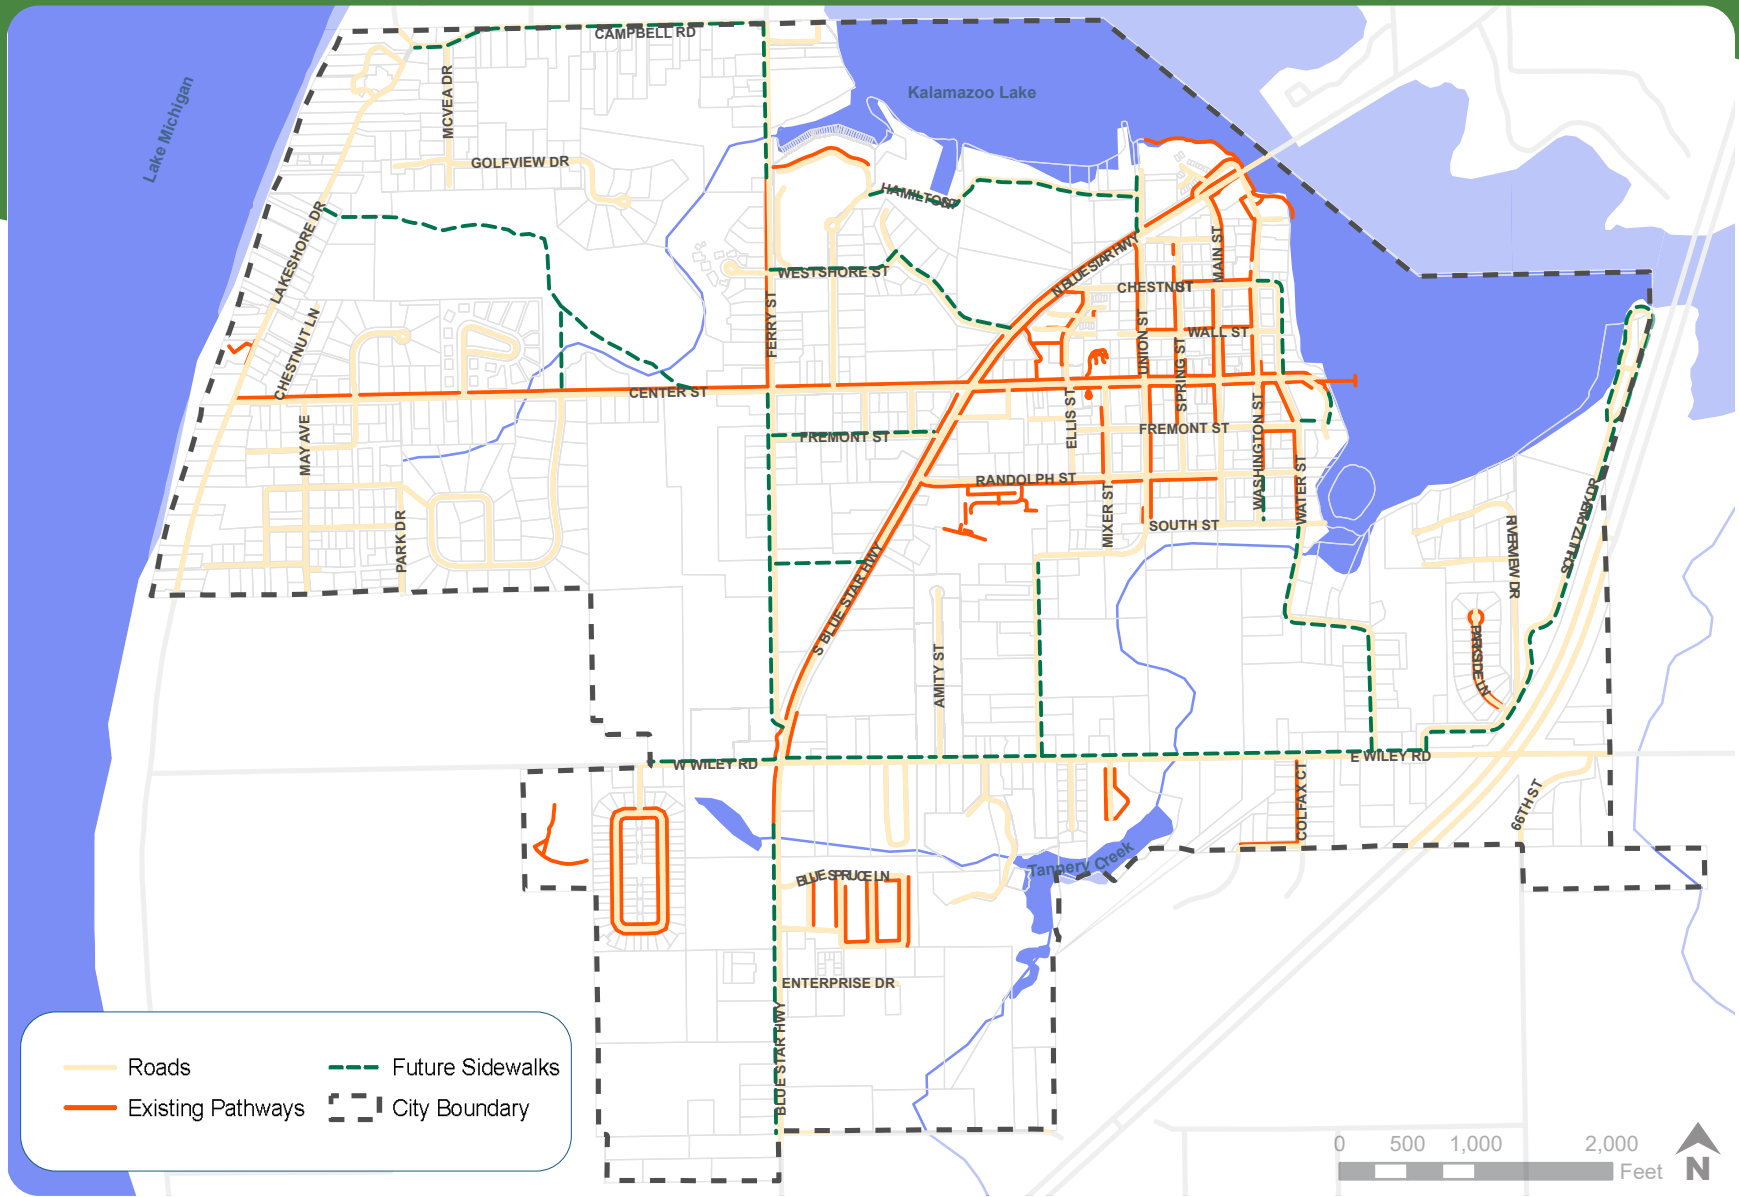 CAMPBELL RD
Lake Michigan
MCVEA DR
Kalamazoo Lake
GOLFVIEW DR
HAMILTON
LAKESHORE DR
N BLUE STAR HWY
MAIN ST
WESTSHORE ST
CHESTNUT
ST
FERRY ST
CHESTNUT LN
UNION ST
WALL ST
SPRING ST
CENTER ST
ELLIS ST
WASHINGTON ST
MAY AVE
FREMONT ST
FREMONT ST
RANDOLPH ST
WATER ST
MIXER ST
SOUTH ST
SCHULTZ PARK DR
RIVERVIEW DR
PARK DR
S BLUE STAR HWY
PARKSIDE LN
AMITY ST
W WILEY RD
E WILEY RD
COLFAX CT
66TH ST
Tannery Creek
BLUE SPRUCE LN
ENTERPRISE DR
BLUE STAR HWY
Roads
Future Sidewalks
Existing Pathways
City Boundary
0 500 1,000 2,000
Feet
N